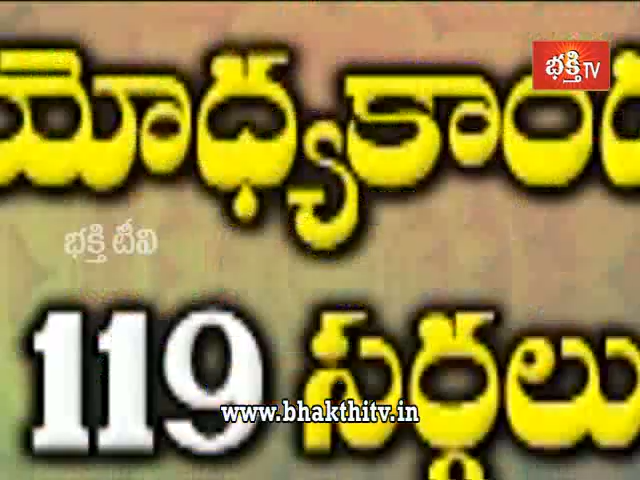 భక్తి TV
యోధ్యకాండ
భక్తి టీవి
119 సర్గలు
www.bhakthitv.in